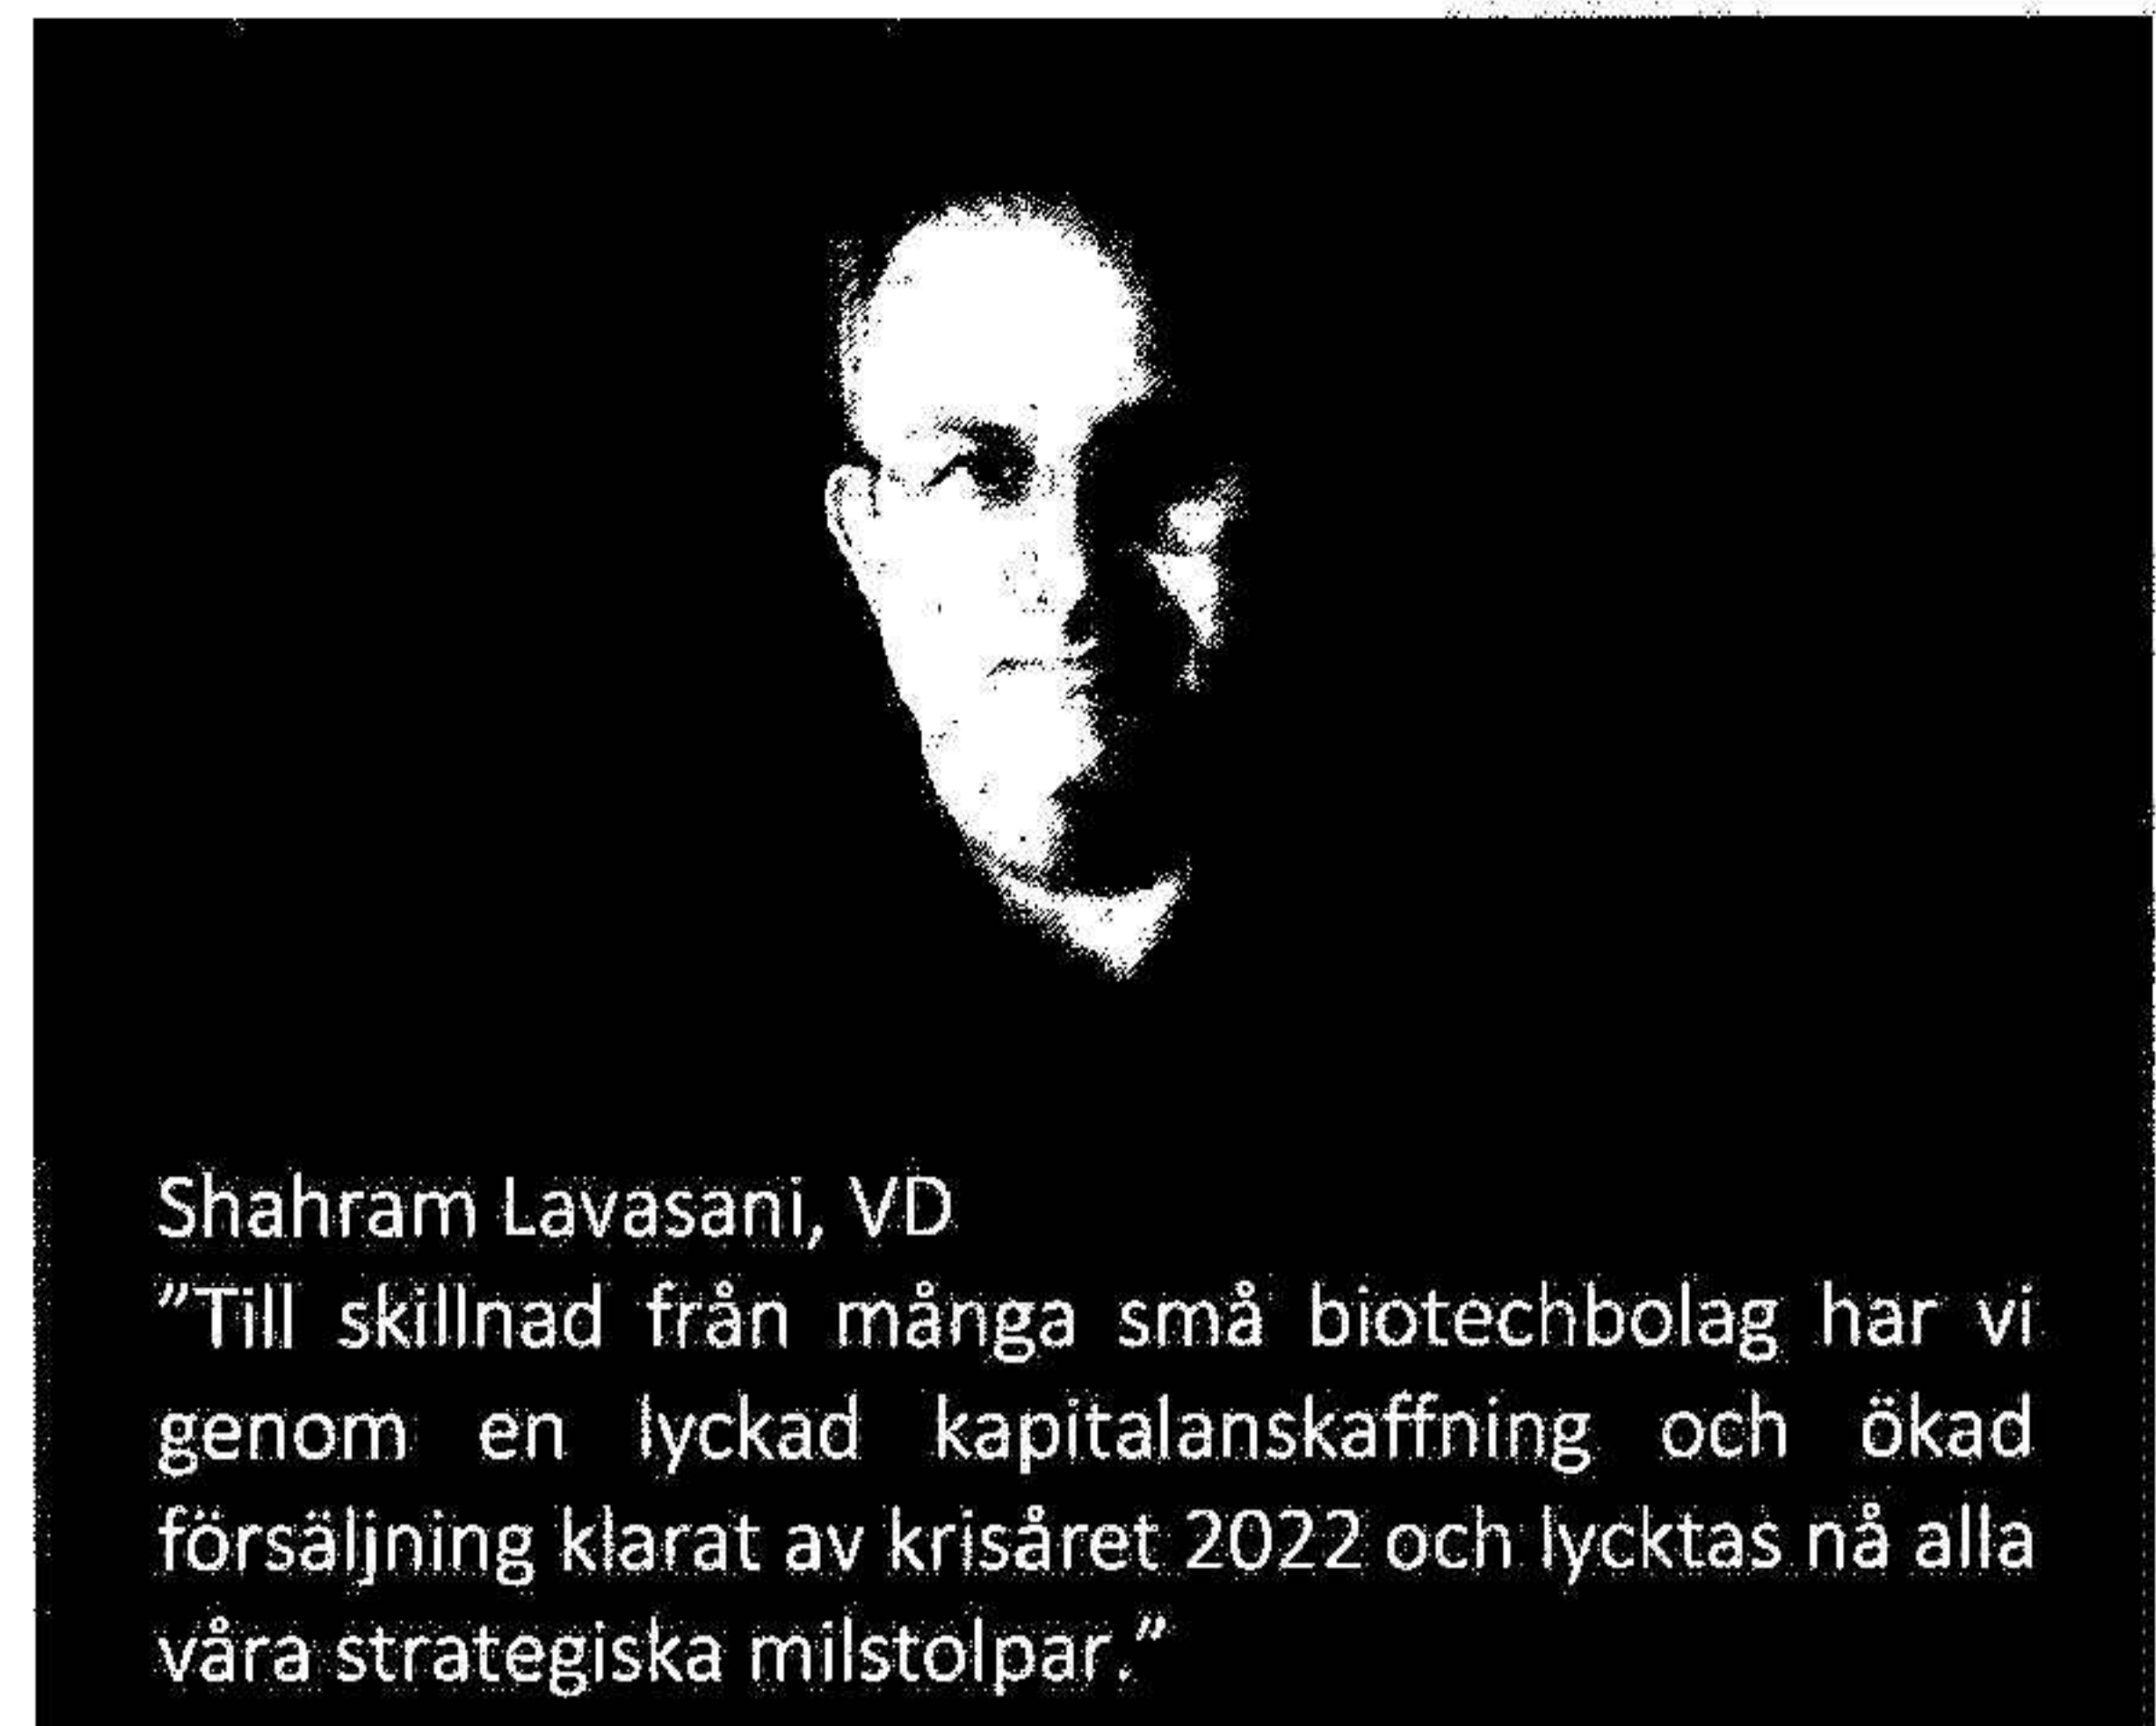 Shahram Lavasani, VD
”Till skillnad från många små biotechbolag har vi
genom en lyckad kapitalanskaffning och ökad
försäljning klarat av krisåret 2022 och lycktas nå alla
våra strategiska milstolpar.”